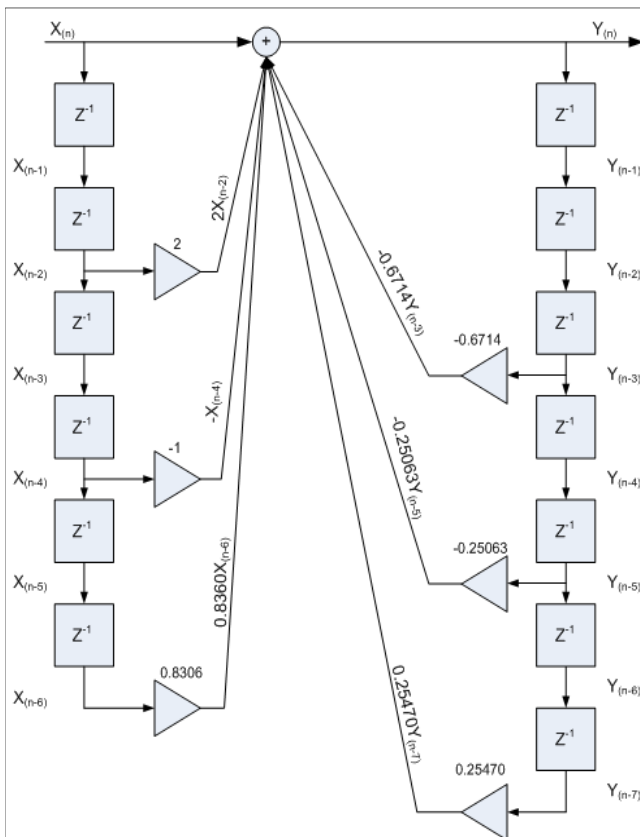 X(n)
Y(n)
+
Z-1
Z-1
X(n-1)
Y(n-1)
Z-1
2
2X(n-2)
Z-1
X(n-2)
Y(n-2)
Z-1
-0.6714Y(n-3)
-0.6714
Z-1
X(n-3)
Y(n-3)
Z-1
-1
-X(n-4)
Z-1
X(n-4)
Y(n-4)
Z-1
-0.25063Y(n-5)
-0.25063
Z-1
X(n-5)
Y(n-5)
Z-1
0.8306
0.8360X(n-6)
Z-1
X(n-6)
Y(n-6)
0.25470Y(n-7)
0.25470
Z-1
Y(n-7)